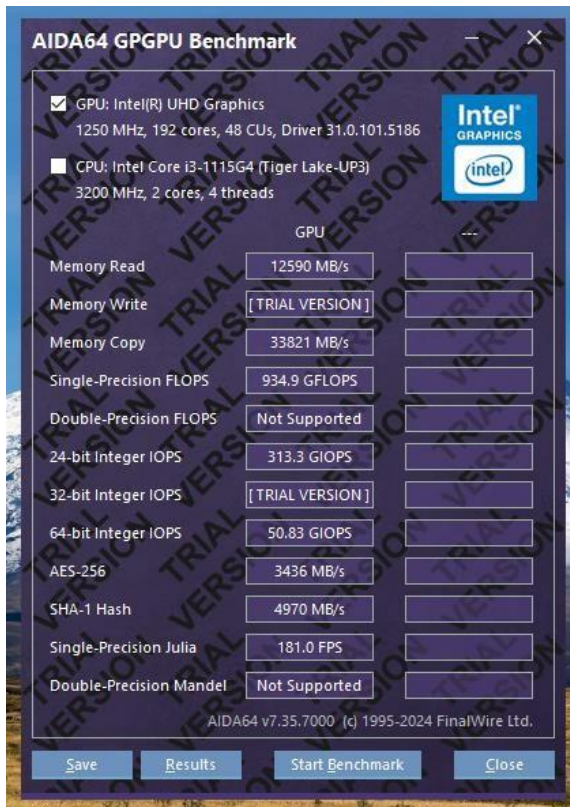 AIDA64 GPGPU Benchmark
GPU: Intel(R) UHD Graphics
1250 MHz, 192 cores, 48 CUs, Driver 31.0.101.5186
CPU: Intel Core i3-1115G4 (Tiger Lake-UP3)
3200 MHz, 2 cores, 4 threads
Intel®
GRAPHICS
intel
GPU ---
Memory Read 12590 MB/s
Memory Write [ TRIAL VERSION ]
Memory Copy 33821 MB/s
Single-Precision FLOPS 934.9 GFLOPS
Double-Precision FLOPS Not Supported
24-bit Integer IOPS 313.3 GIOPS
32-bit Integer IOPS [ TRIAL VERSION ]
64-bit Integer IOPS 50.83 GIOPS
AES-256 3436 MB/s
SHA-1 Hash 4970 MB/s
Single-Precision Julia 181.0 FPS
Double-Precision Mandel Not Supported
AIDA64 v7.35.7000 (c) 1995-2024 FinalWire Ltd.
Save Results Start Benchmark Close
TRIAL VERSION